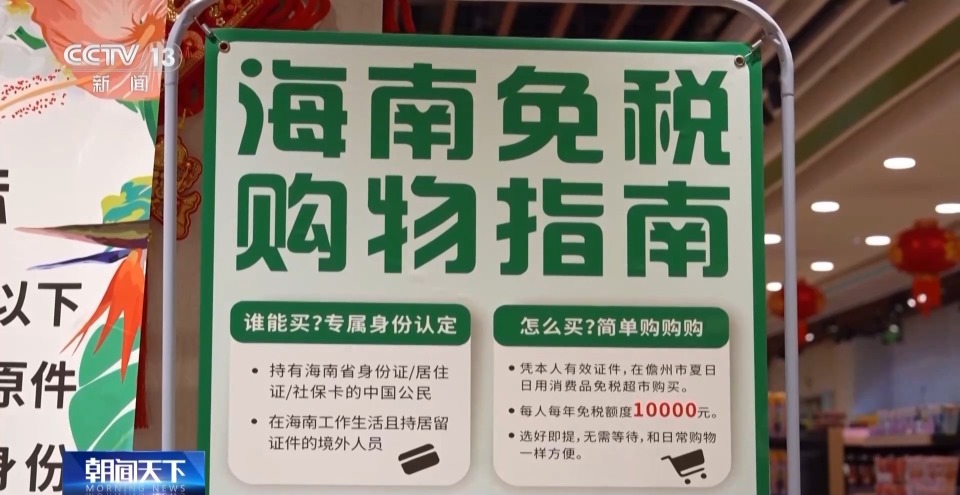 CCTV 13
新闻
海南免税
购物指南
谁能买?专属身份认定
• 持有海南省身份证/居住
证/社保卡的中国公民
• 在海南工作生活且持居留
证件的境外人员
怎么买?简单购购购
• 凭本人有效证件,在儋州市夏日
日用消费品免税超市购买。
• 每人每年免税额度10000元。
• 选好即提,无需等待,和日常购物
一样方便。
以下
原件
身份
朝闻天下
MORNING NEWS